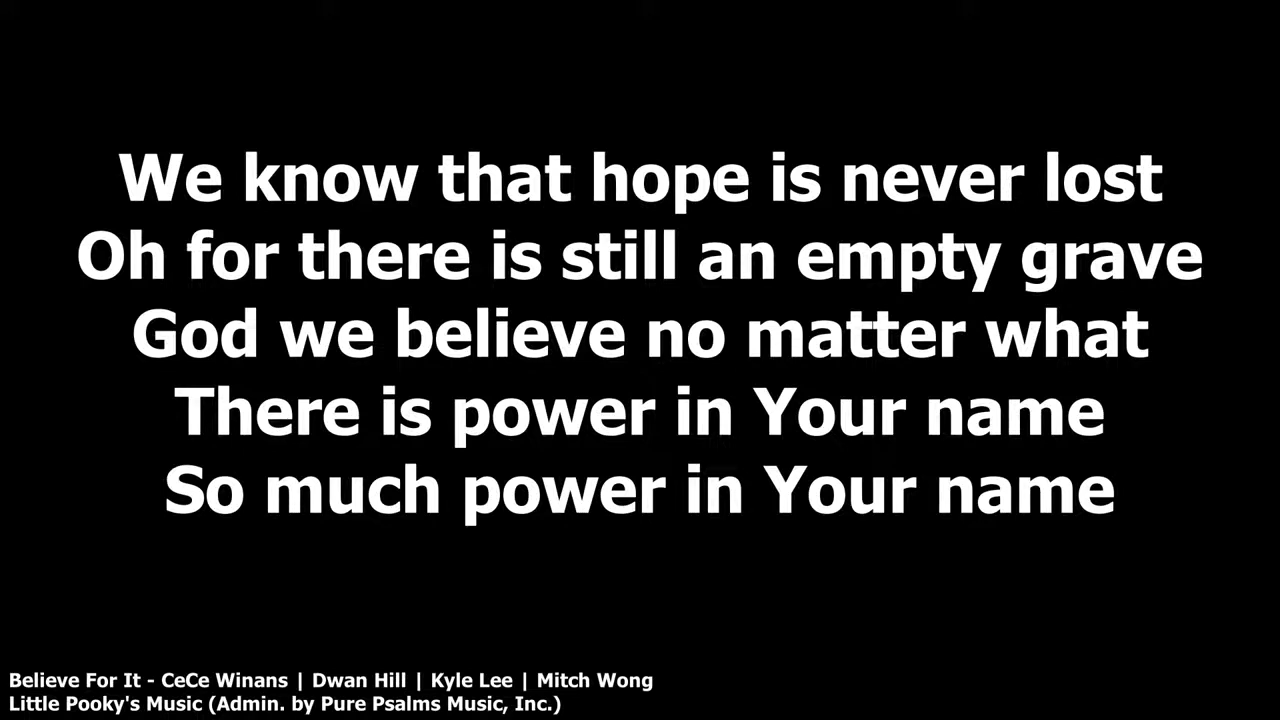 We know that hope is never lost
Oh for there is still an empty grave
God we believe no matter what
There is power in Your name
So much power in Your name
Believe For It - CeCe Winans | Dwan Hill | Kyle Lee | Mitch Wong
Little Pooky's Music (Admin. by Pure Psalms Music, Inc.)